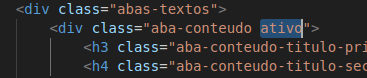 <div class="abas-textos">
<div class="aba-conteudo ativo">
<h3 class="aba-conteudo-titulo-pri
<h4 class="aba-conteudo-titulo-sec